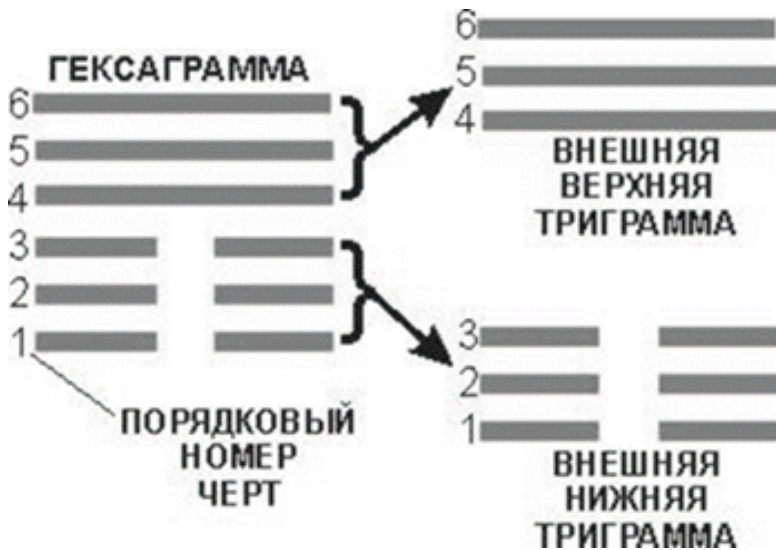 ГЕКСАГРАММА
6
5
4
3
2
1
ПОРЯДКОВЫЙ
НОМЕР
ЧЕРТ
6
5
4
ВНЕШНЯЯ
ВЕРХНЯЯ
ТРИГРАММА
3
2
1
ВНЕШНЯЯ
НИЖНЯЯ
ТРИГРАММА